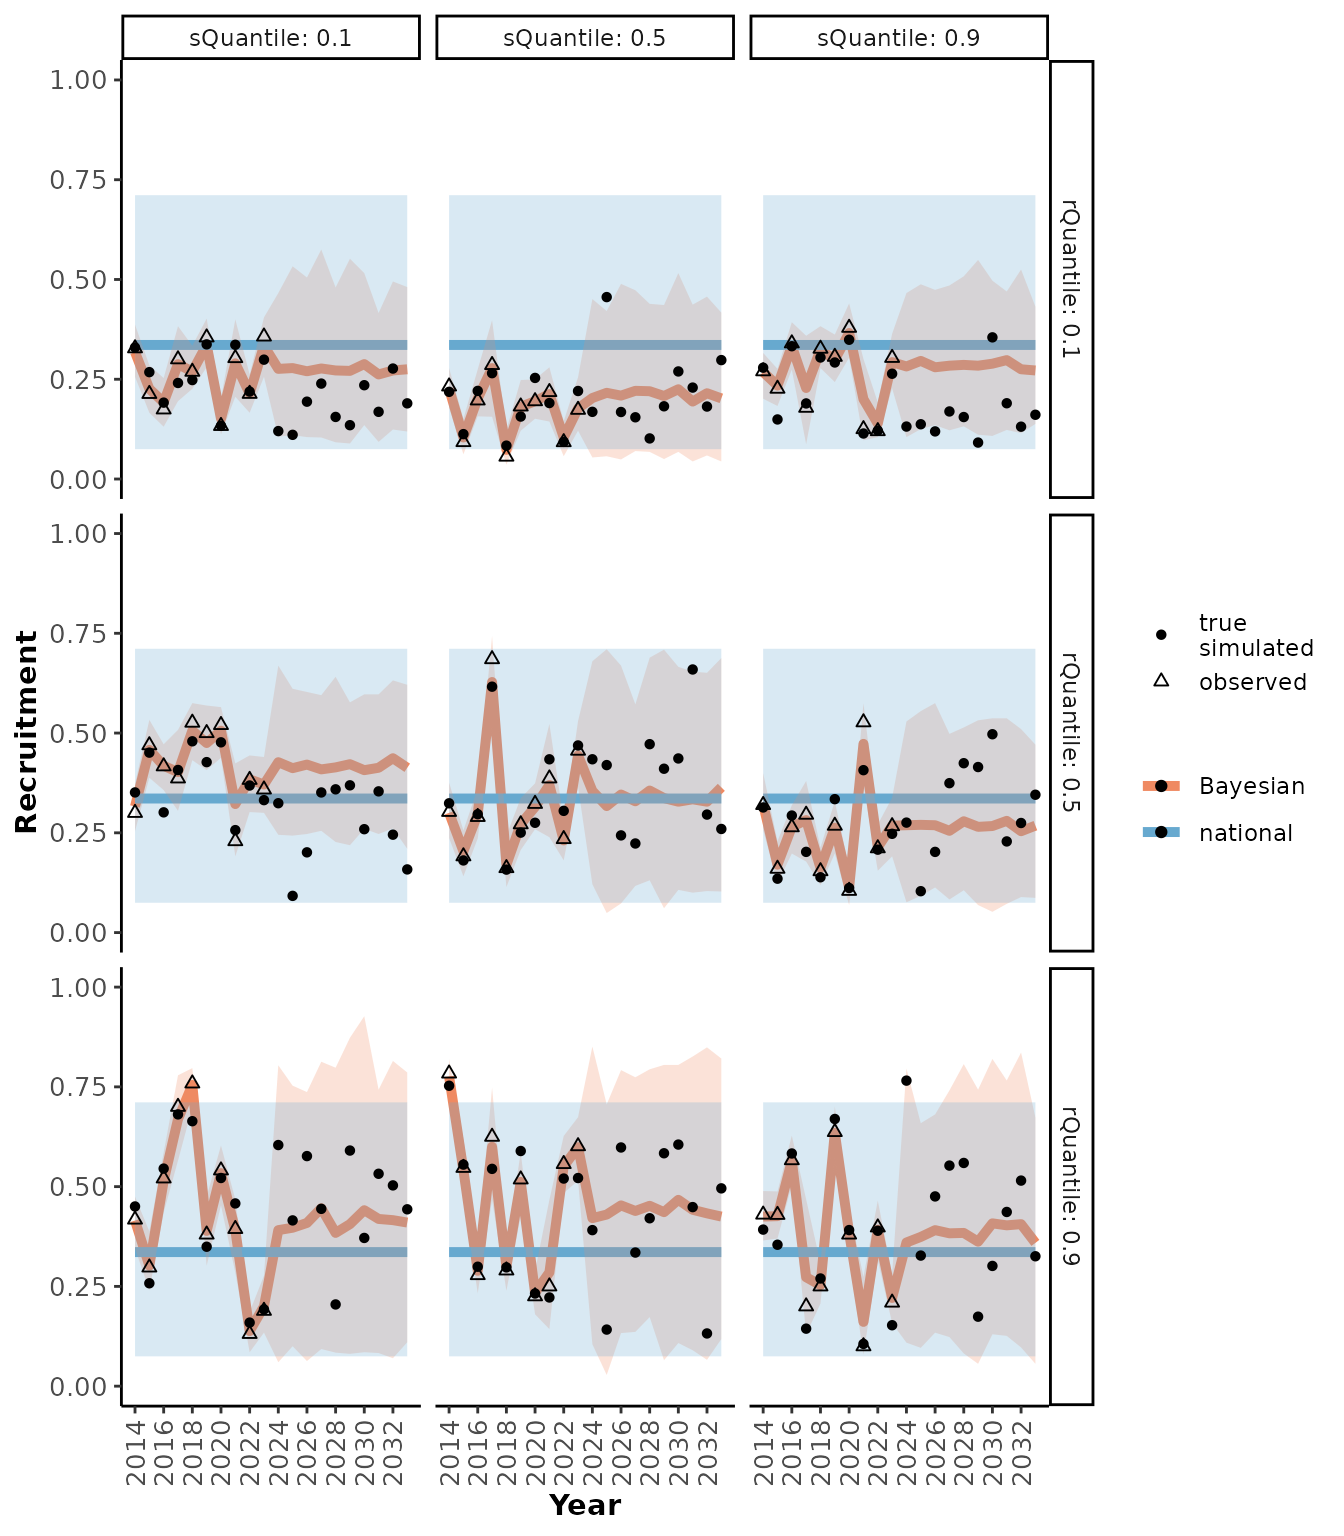 sQuantile: 0.1
sQuantile: 0.5
sQuantile: 0.9
1.00
0.75
0.50
0.25
0.00
rQuantile: 0.1
1.00
0.75
0.50
0.25
0.00
rQuantile: 0.5
1.00
0.75
0.50
0.25
0.00
rQuantile: 0.9
Recruitment
2014 2016 2018 2020 2022 2024 2026 2028 2030 2032
2014 2016 2018 2020 2022 2024 2026 2028 2030 2032
2014 2016 2018 2020 2022 2024 2026 2028 2030 2032
Year
true
simulated
observed
Bayesian
national